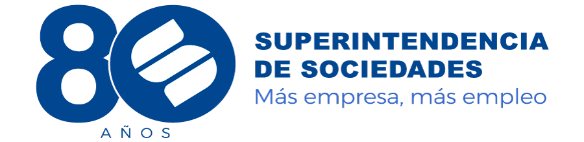 80
AÑOS
SUPERINTENDENCIA
DE SOCIEDADES
Más empresa, más empleo